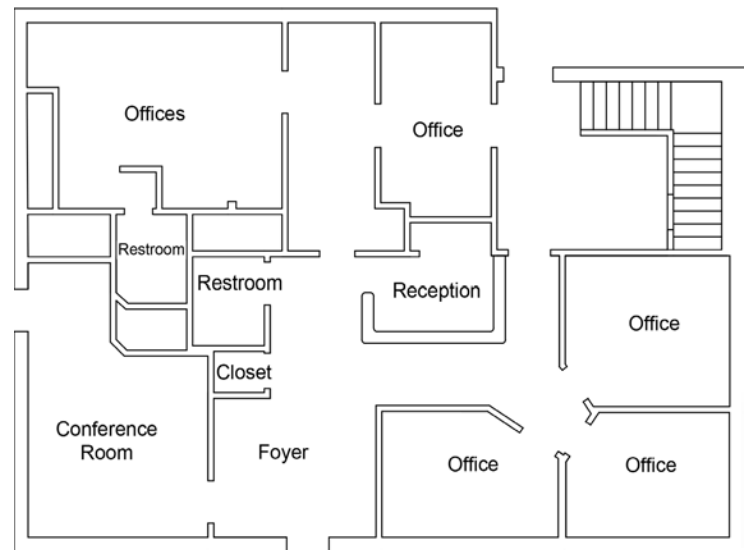 Offices
Office
Restroom
Restroom
Reception
Office
Closet
Conference
Room
Foyer
Office
Office